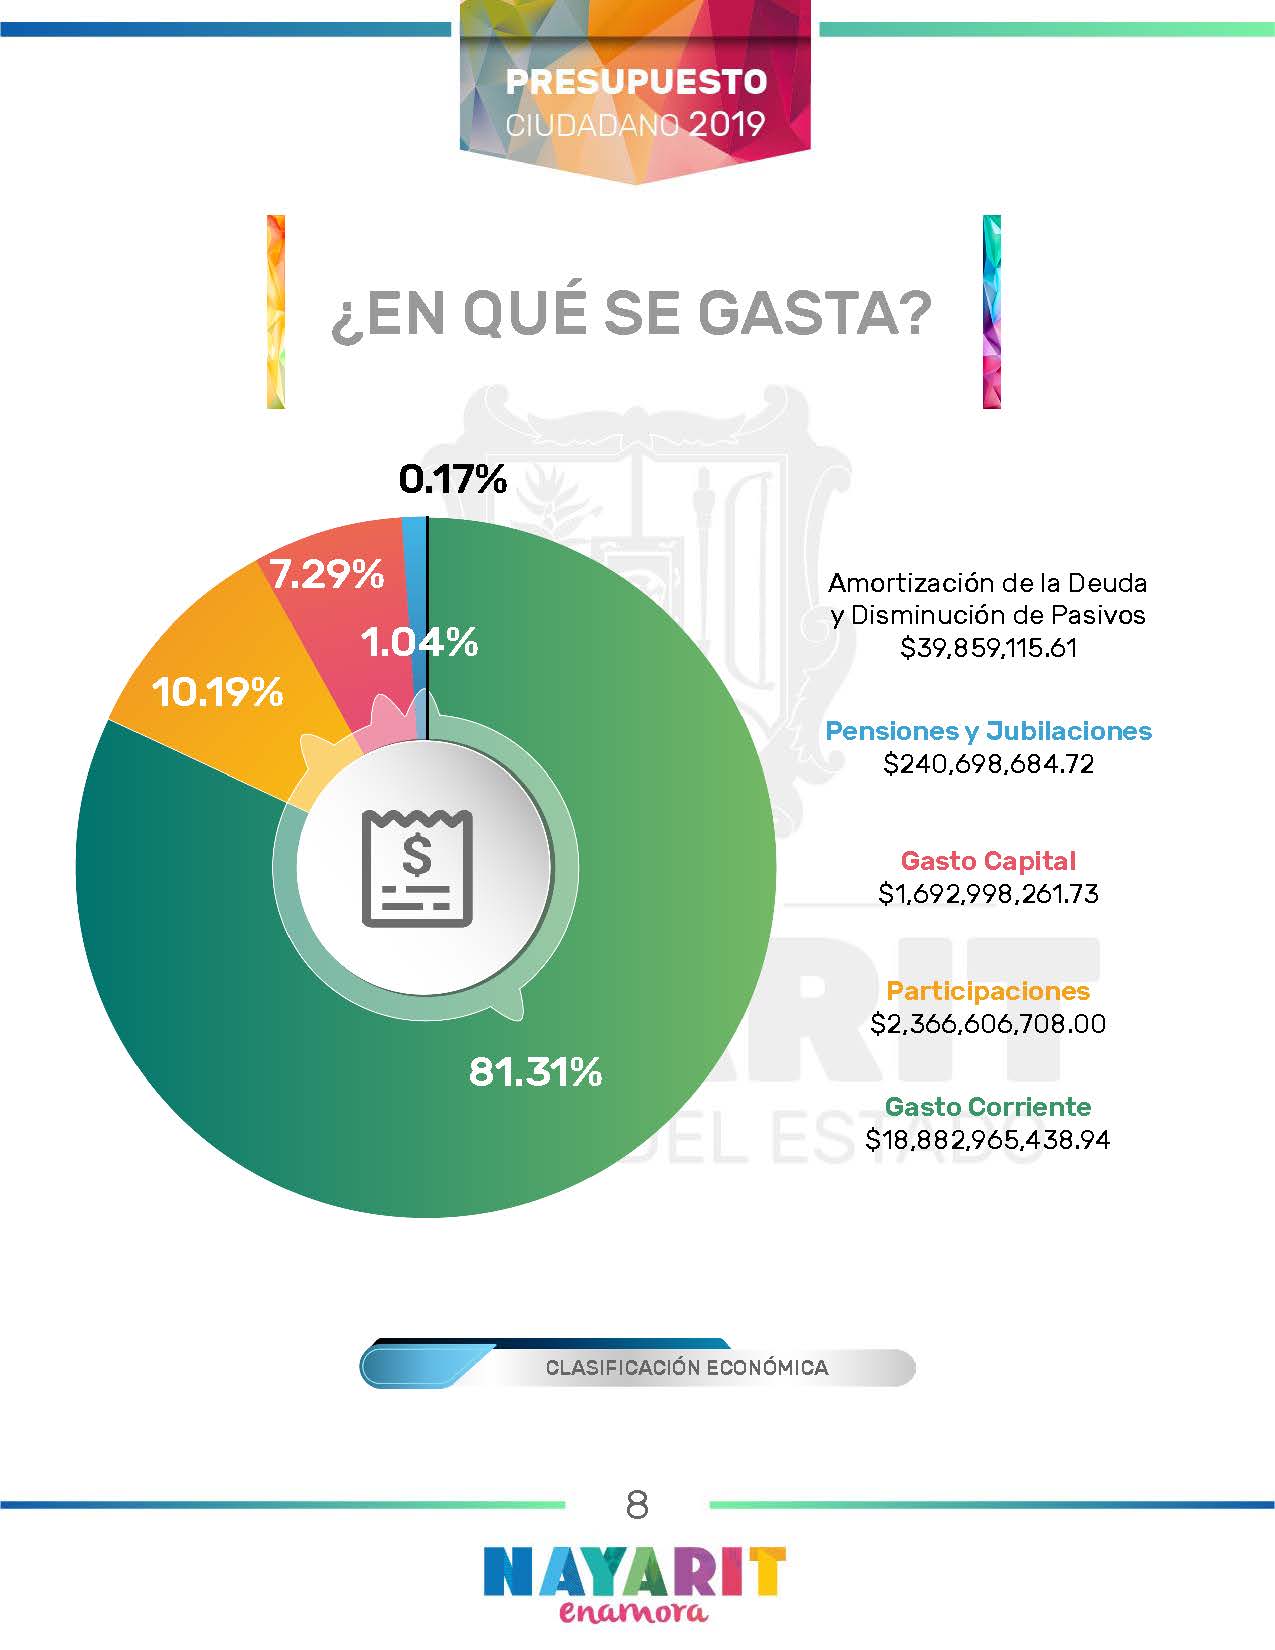 PRESUPUESTO
CIUDADANO 2019
¿EN QUÉ SE GASTA?
0.17%
7.29%
1.04%
10.19%
81.31%
$
Amortización de la Deuda
y Disminución de Pasivos
$39,859,115.61
Pensiones y Jubilaciones
$240,698,684.72
Gasto Capital
$1,692,998,261.73
Participaciones
$2,366,606,708.00
Gasto Corriente
$18,882,965,438.94
ARIT
DEL ESTADO
CLASIFICACIÓN ECONÓMICA
8
NAYARIT
enamora